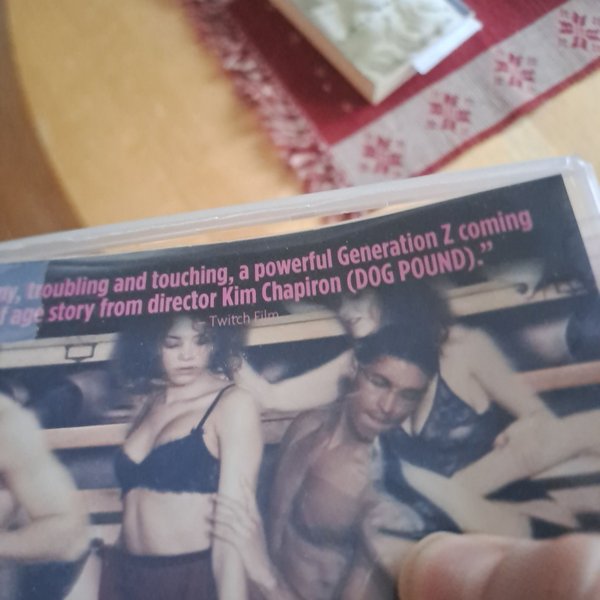 troubling and touching, a powerful Generation Z coming
f age story from director Kim Chapiron (DOG POUND)."
– Twitch Film